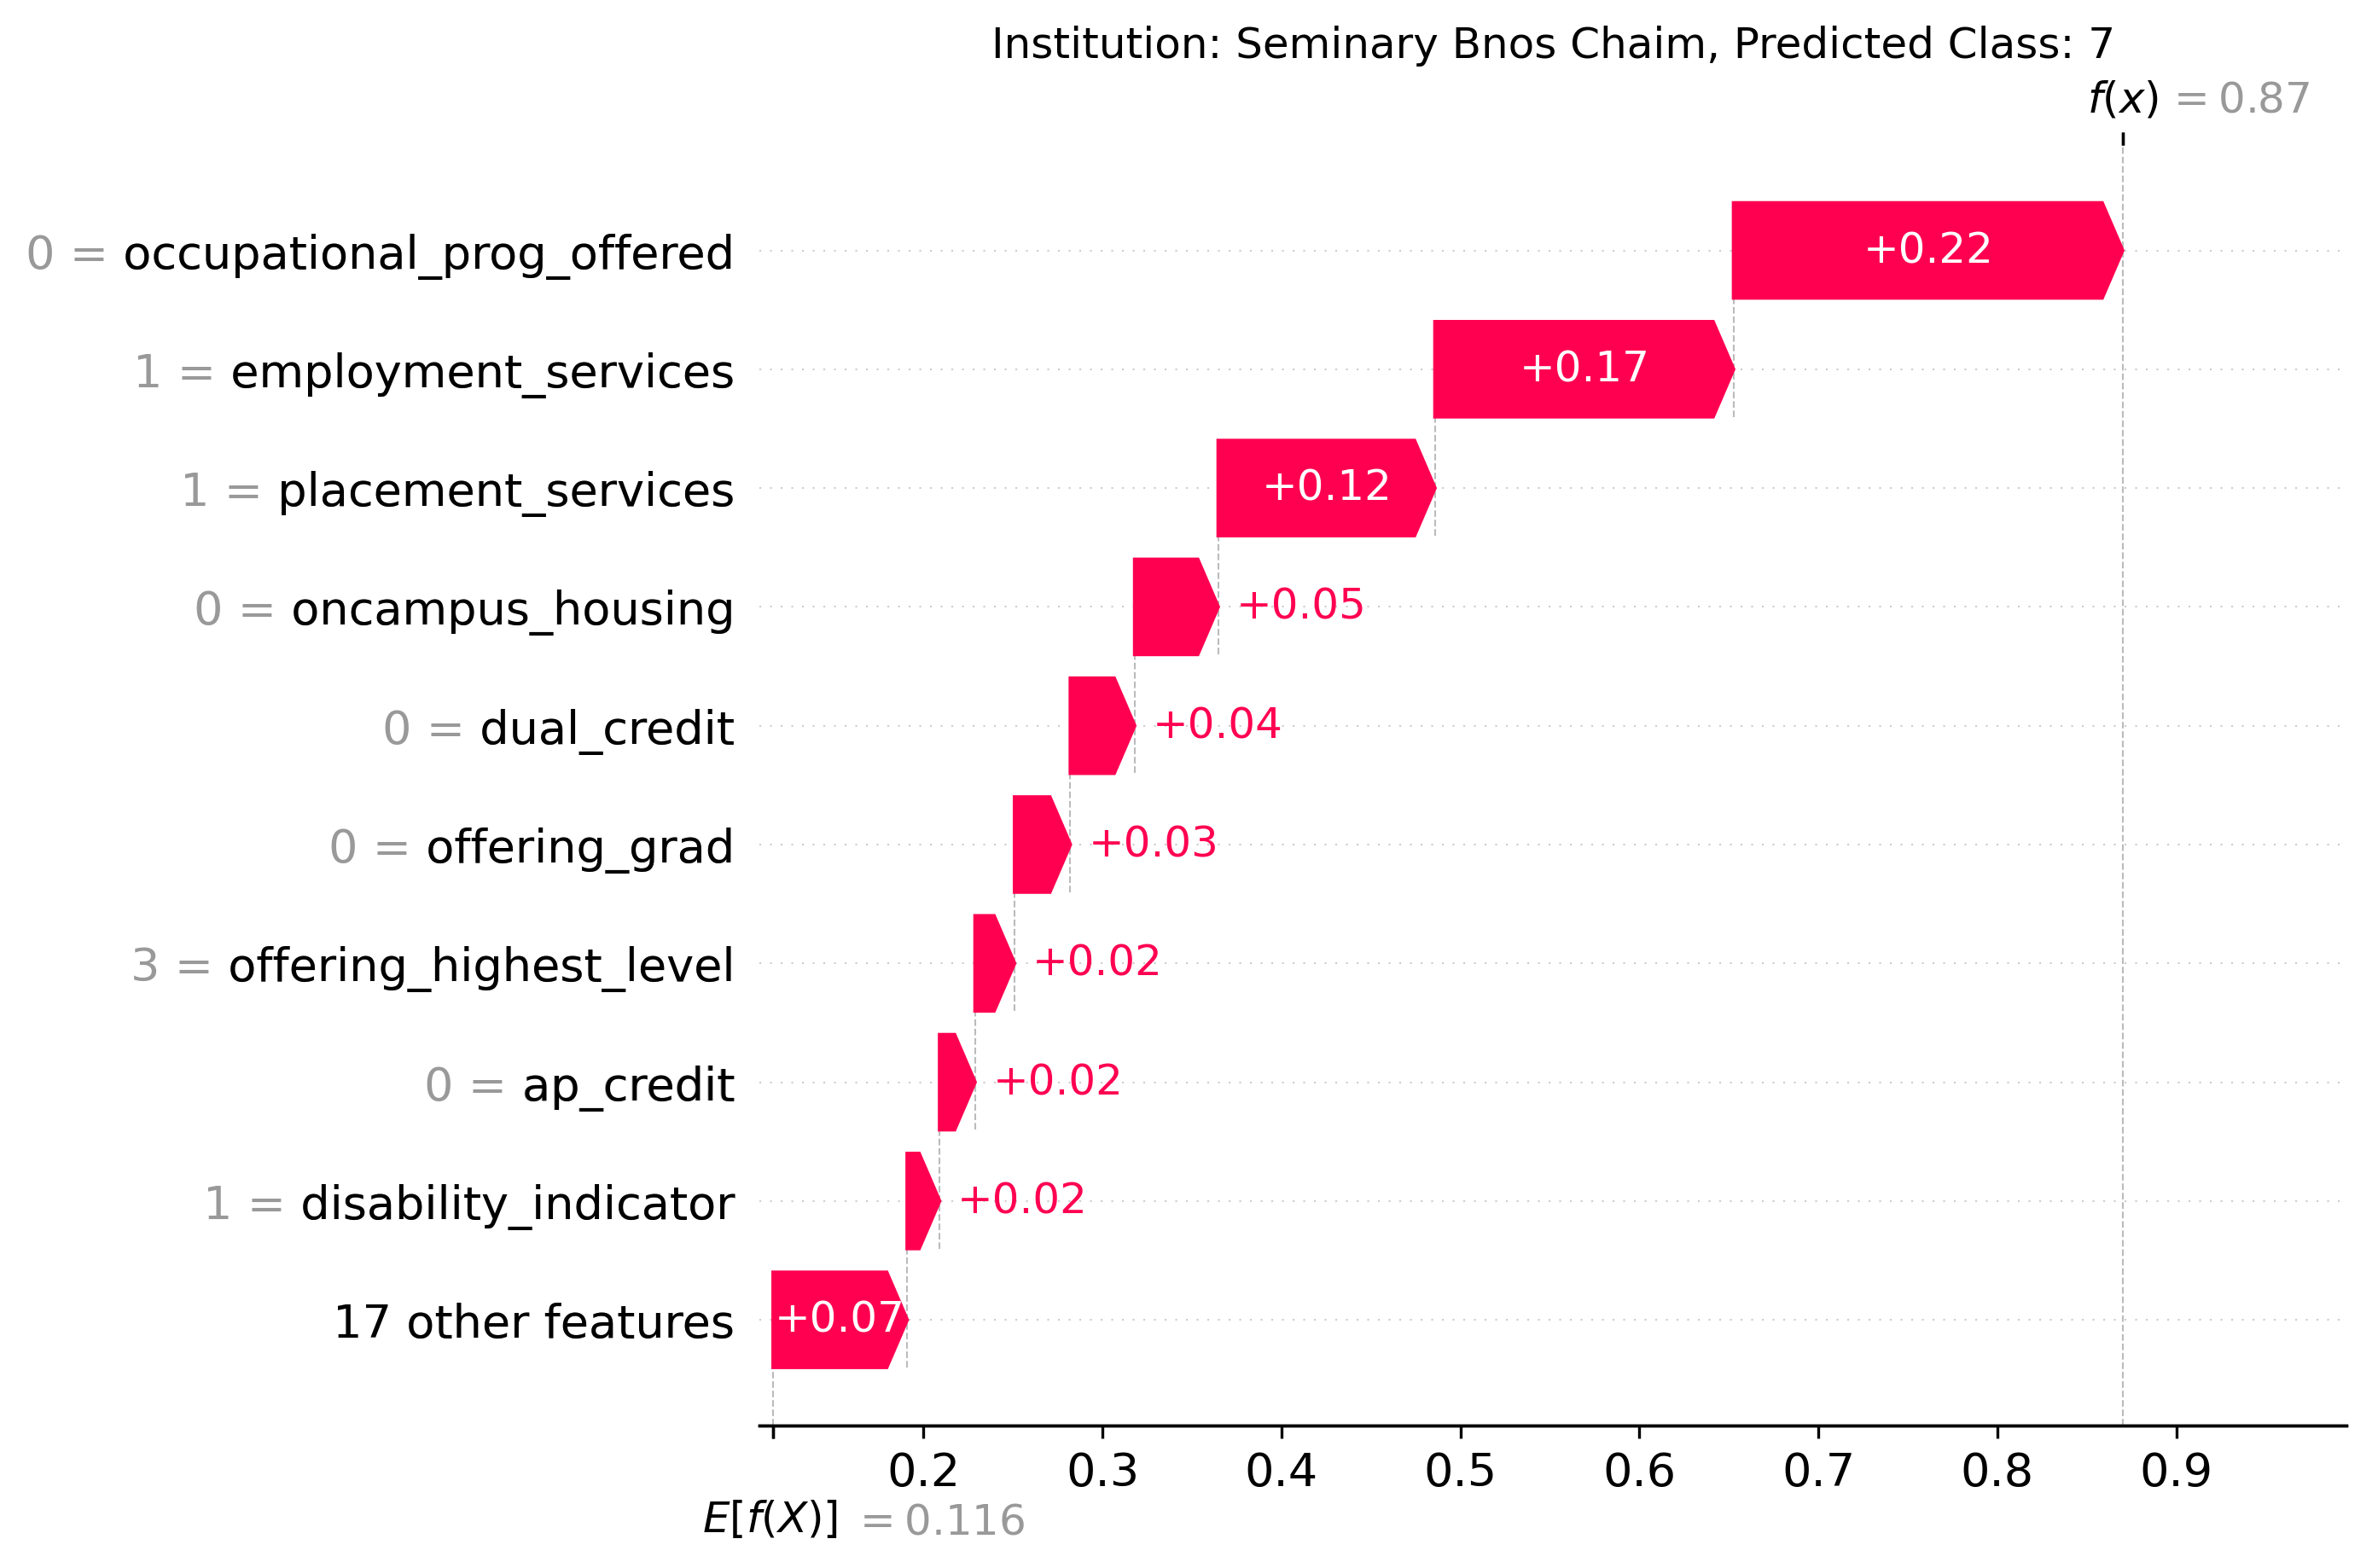 Institution: Seminary Bnos Chaim, Predicted Class: 7
f(x) = 0.87
0 = occupational_prog_offered +0.22
1 = employment_services +0.17
1 = placement_services +0.12
0 = oncampus_housing +0.05
0 = dual_credit +0.04
0 = offering_grad +0.03
3 = offering_highest_level +0.02
0 = ap_credit +0.02
1 = disability_indicator +0.02
17 other features +0.07
0.2 0.3 0.4 0.5 0.6 0.7 0.8 0.9
E[f(X)] = 0.116